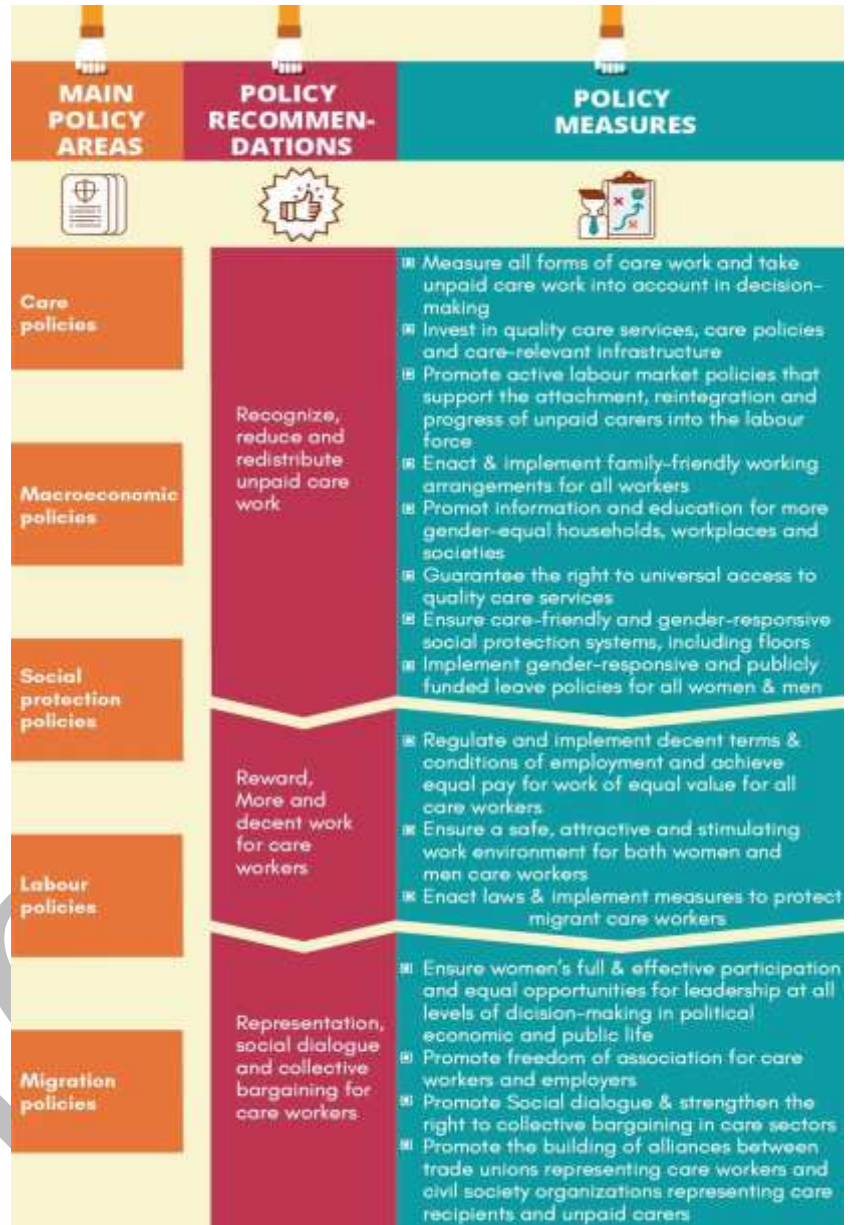 MAIN
POLICY
AREAS
POLICY
RECOMMEN-
DATIONS
POLICY
MEASURES
Care
policies
Macroeconomic
policies
Social
protection
policies
Labour
policies
Migration
policies
Recognize,
reduce and
redistribute
unpaid care
work
Measure all forms of care work and take
unpaid care work into account in decision-
making
Invest in quality care services, care policies
and care-relevant infrastructure
Promote active labour market policies that
support the attachment, reintegration and
progress of unpaid carers into the labour
force
Enact & implement family-friendly working
arrangements for all workers
Promot information and education for more
gender-equal households, workplaces and
societies
Guarantee the right to universal access to
quality care services
Ensure care-friendly and gender-responsive
social protection systems, including floors
Implement gender-responsive and publicly
funded leave policies for all women & men
Reward,
More and
decent work
for care
workers
Regulate and implement decent terms &
conditions of employment and achieve
equal pay for work of equal value for all
care workers
Ensure a safe, attractive and stimulating
work environment for both women and
men care workers
Enact laws & implement measures to protect
migrant care workers
Representation,
social dialogue
and collective
bargaining for
care workers
Ensure women's full & effective participation
and equal opportunities for leadership at all
levels of dicision-making in political
economic and public life
Promote freedom of association for care
workers and employers
Promote Social dialogue & strengthen the
right to collective bargaining in care sectors
Promote the building of alliances between
trade unions representing care workers and
civil society organizations representing care
recipients and unpaid carers